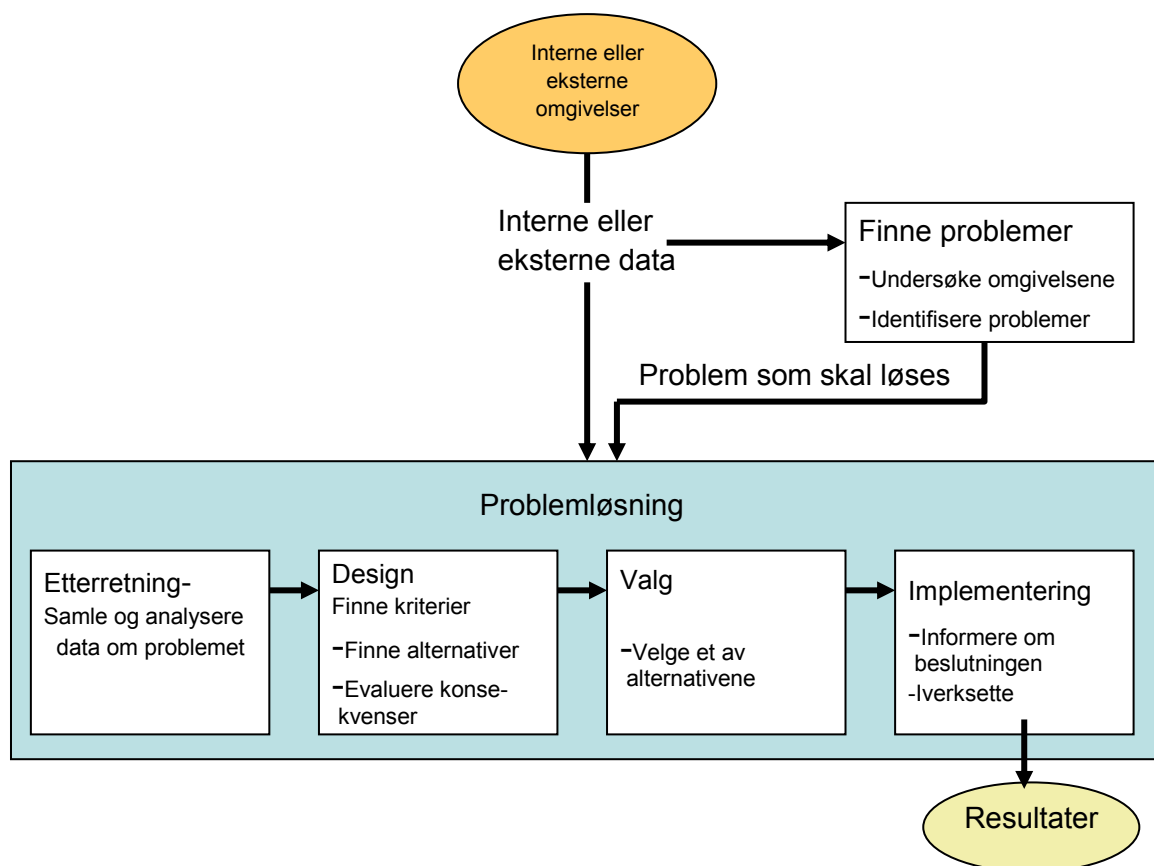 Interne eller
eksterne
omgivelser
Interne eller
eksterne data
Finne problemer
-Undersøke omgivelsene
-Identifisere problemer
Problem som skal løses
Problemløsning
Etterretning-
Samle og analysere
data om problemet
Design
Finne kriterier
-Finne alternativer
-Evaluere konse-
kvenser
Valg
-Velge et av
alternativene
Implementering
-Informere om
beslutningen
-Iverksette
Resultater